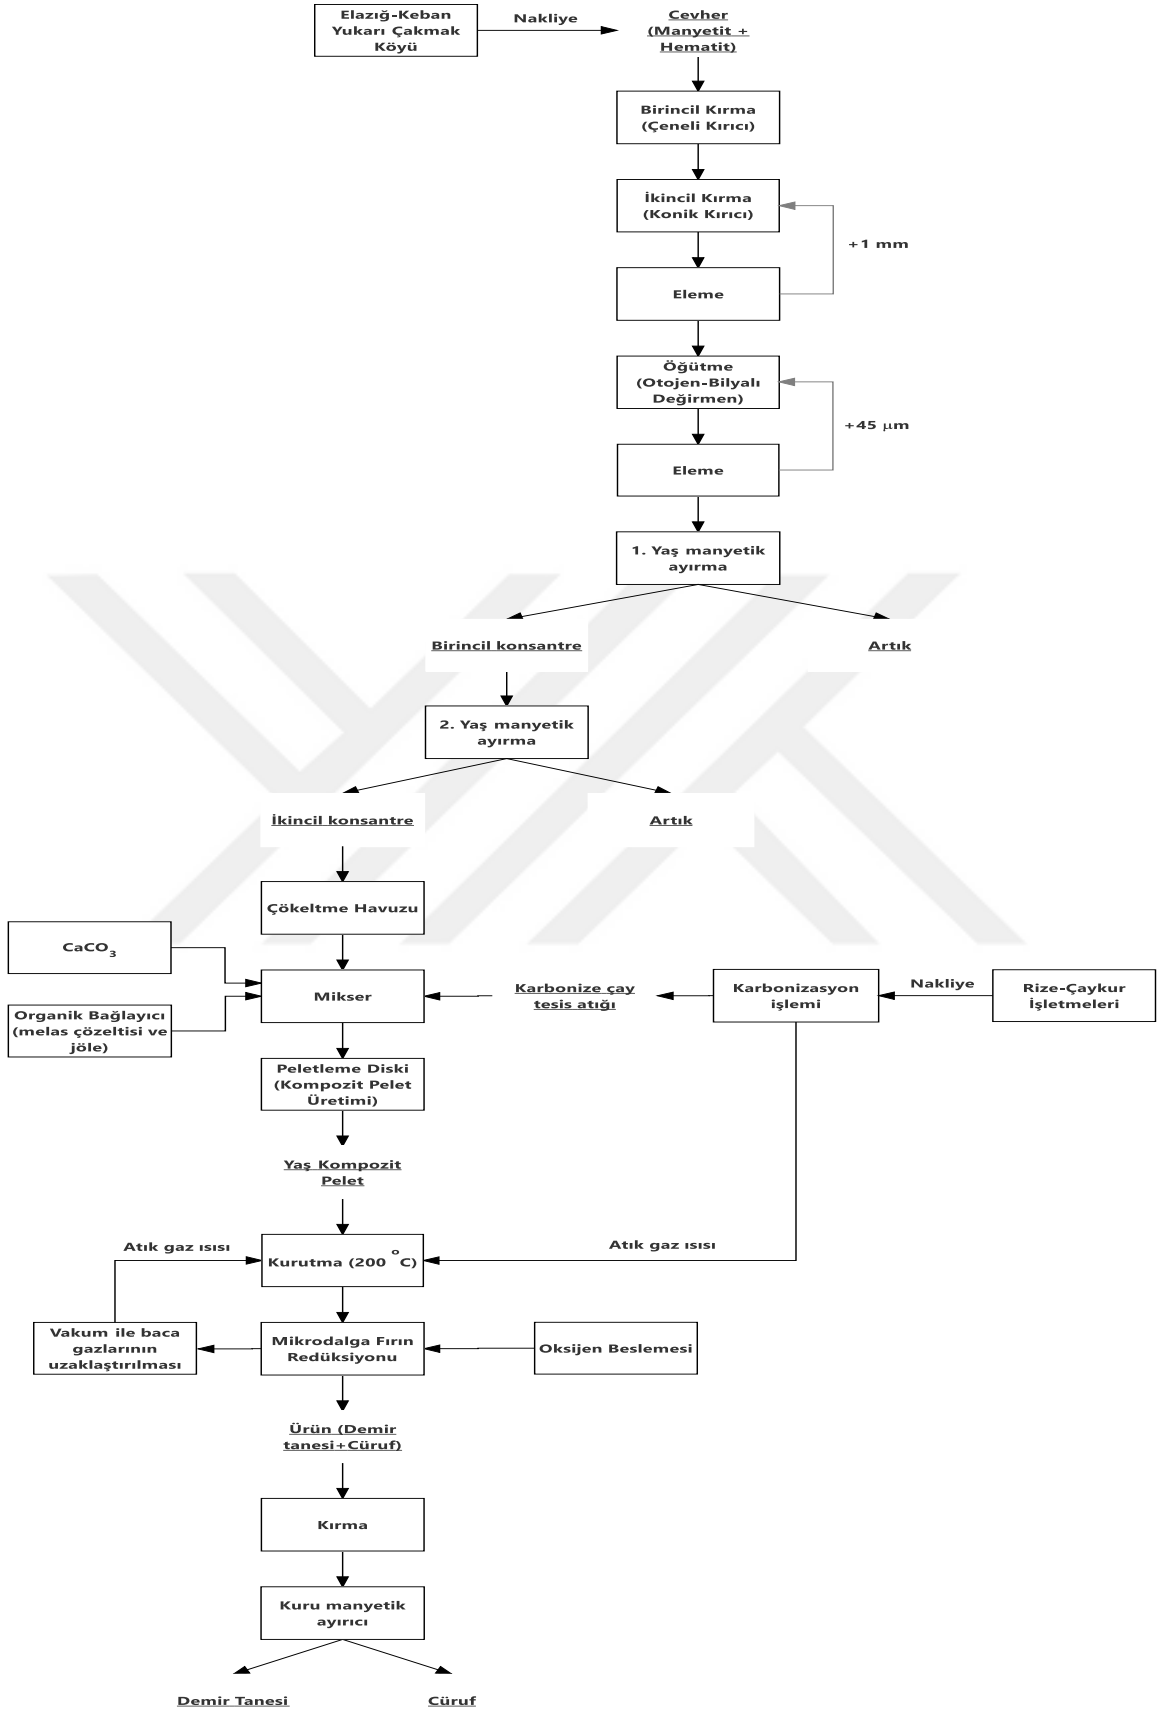 Elazığ-Keban
Yukarı Çakmak
Köyü
Nakliye
Cevher
(Manyetit +
Hematit)
Birincil Kırma
(Çeneli Kırıcı)
İkincil Kırma
(Konik Kırıcı)
+1 mm
Eleme
Öğütme
(Otojen-Bilyalı
Değirmen)
+45 µm
Eleme
1. Yaş manyetik
ayırma
Birincil konsantre
Artık
2. Yaş manyetik
ayırma
İkincil konsantre
Artık
Çökeltme Havuzu
CaCO3
Mikser
Organik Bağlayıcı
(melas çözeltisi ve
jöle)
Karbonize çay
tesis atığı
Karbonizasyon
işlemi
Nakliye
Rize-Çaykur
İşletmeleri
Peletleme Diski
(Kompozit Pelet
Üretimi)
Yaş Kompozit
Pelet
Atık gaz ısısı
Kurutma (200 °C)
Atık gaz ısısı
Vakum ile baca
gazlarının
uzaklaştırılması
Mikrodalga Fırın
Redüksiyonu
Oksijen Beslemesi
Ürün (Demir
tanesi+Cüruf)
Kırma
Kuru manyetik
ayırıcı
Demir Tanesi
Cüruf